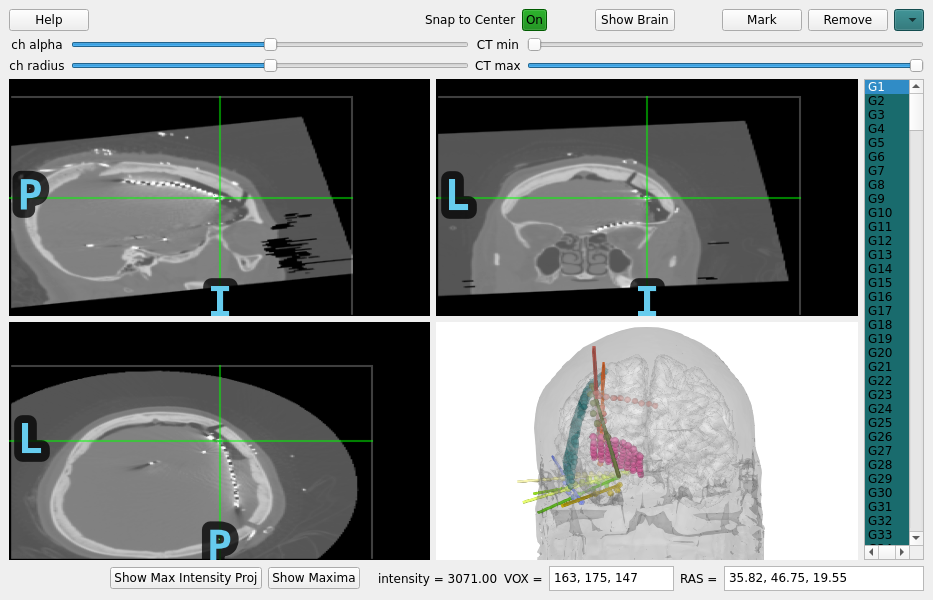 Help Snap to Center On Show Brain Mark Remove
ch alpha CT min
ch radius CT max
P
I
L
I
L
P
G1
G2
G3
G4
G5
G6
G7
G8
G9
G10
G11
G12
G13
G14
G15
G16
G17
G18
G19
G20
G21
G22
G23
G24
G25
G26
G27
G28
G29
G30
G31
G32
G33
Show Max Intensity Proj Show Maxima intensity = 3071.00 VOX = 163, 175, 147 RAS = 35.82, 46.75, 19.55